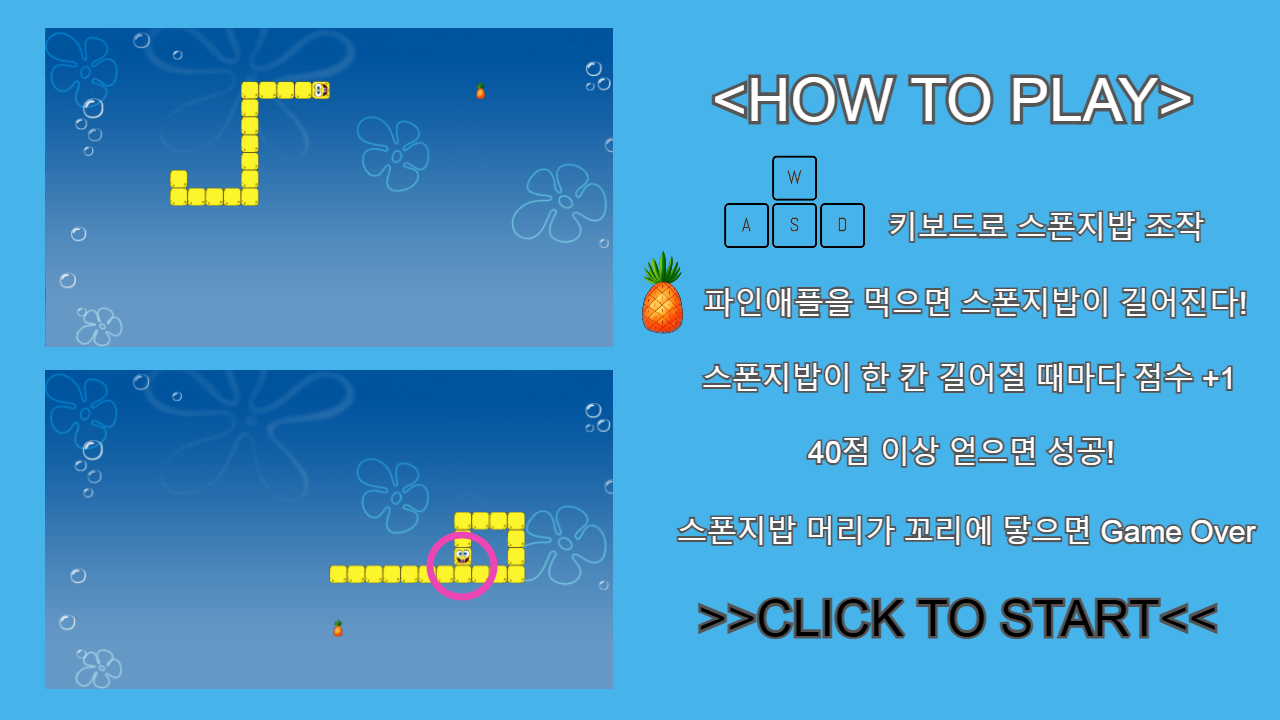 <HOW TO PLAY>
W
A S D
키보드로 스폰지밥 조작
파인애플을 먹으면 스폰지밥이 길어진다!
스폰지밥이 한 칸 길어질 때마다 점수 +1
40점 이상 얻으면 성공!
스폰지밥 머리가 꼬리에 닿으면 Game Over
>>CLICK TO START<<